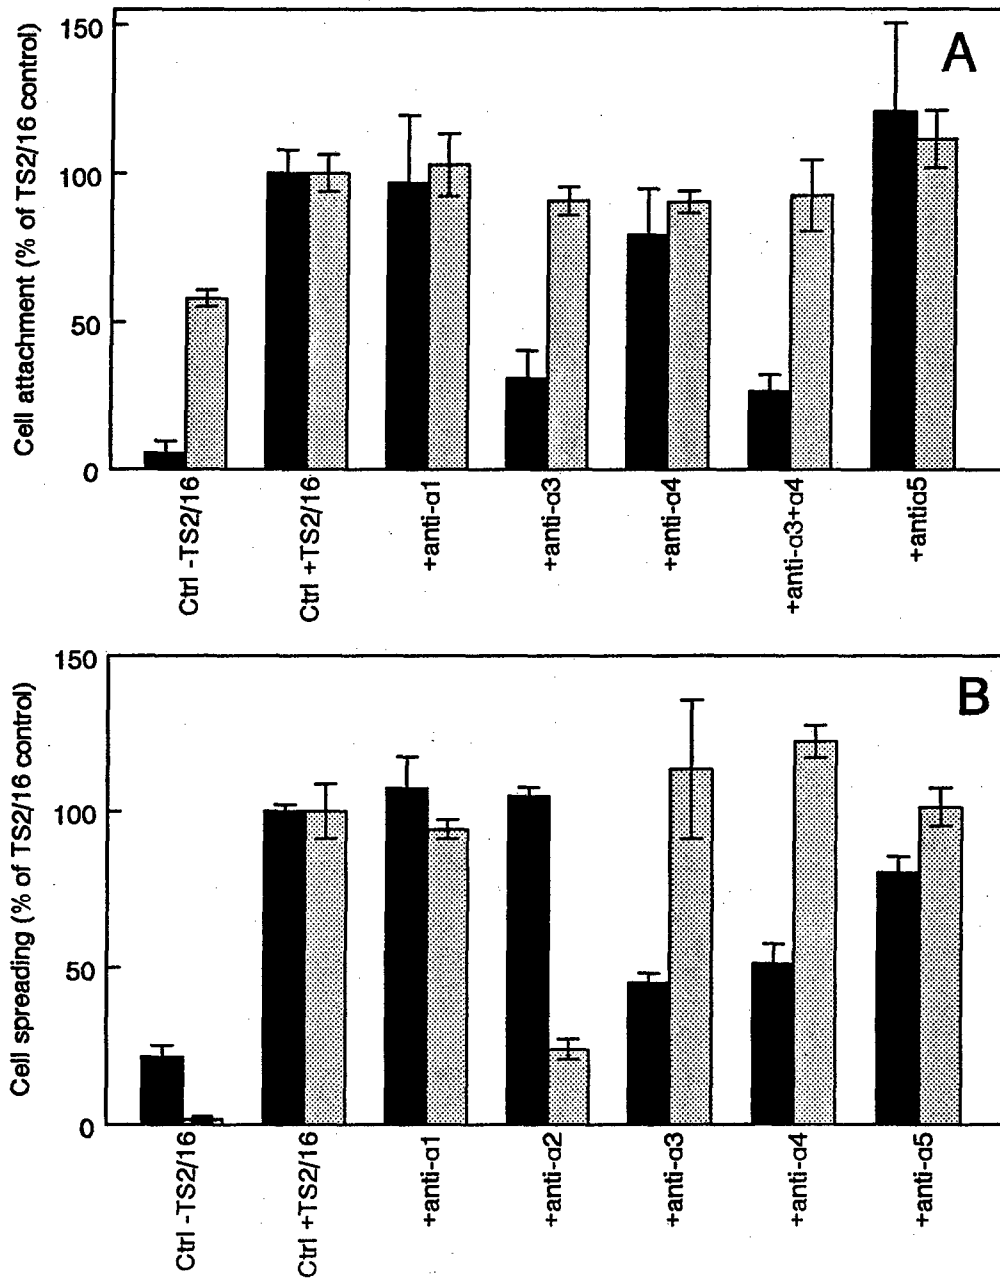 A
Cell attachment (% of TS2/16 control)
150
100
50
0
Ctrl -TS2/16
Ctrl +TS2/16
+anti-α1
+anti-α3
+anti-α4
+anti-α3+α4
+antiα5
B
Cell spreading (% of TS2/16 control)
150
100
50
0
Ctrl -TS2/16
Ctrl +TS2/16
+anti-α1
+anti-α2
+anti-α3
+anti-α4
+anti-α5